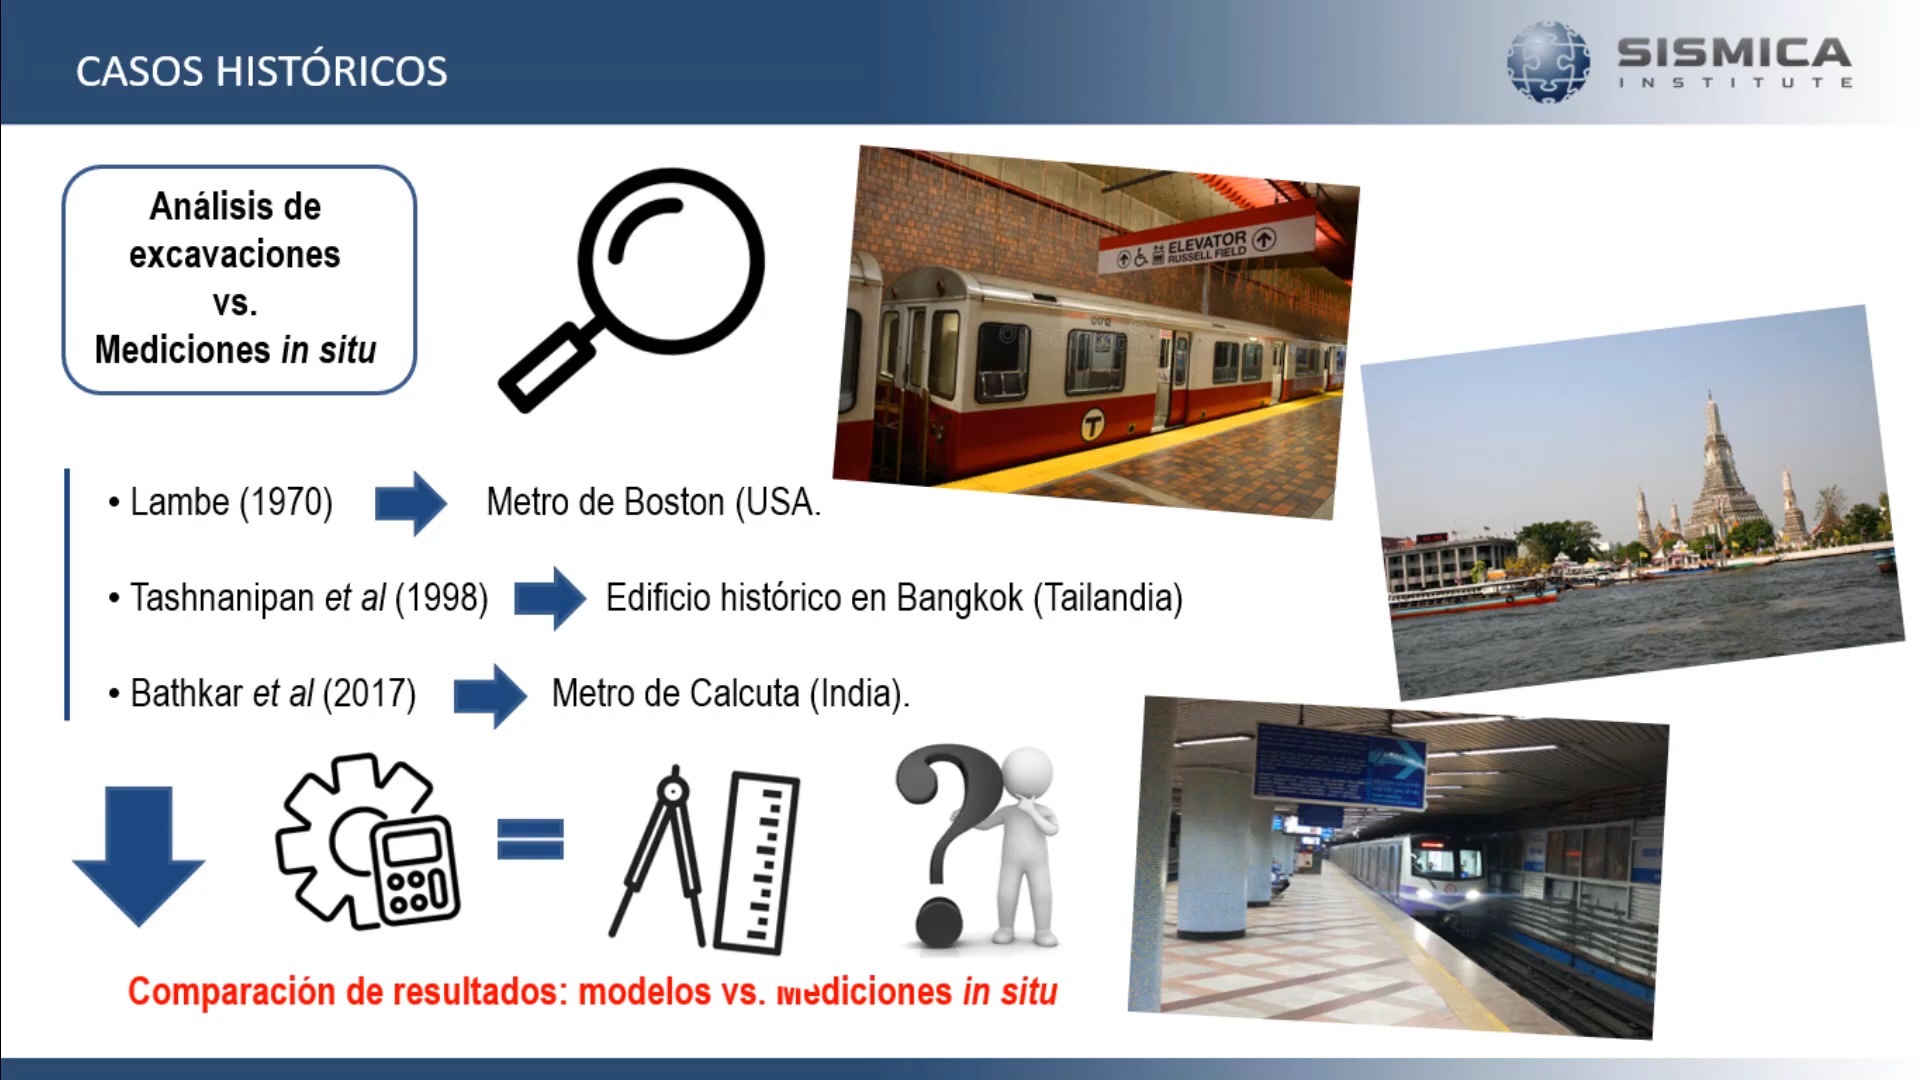 CASOS HISTÓRICOS
SISMICA
INSTITUTE
Análisis de
excavaciones
vs.
Mediciones in situ
ELEVATOR
RUSSELL FIELD
01712
T
• Lambe (1970) Metro de Boston (USA.
• Tashnanipan et al (1998) Edificio histórico en Bangkok (Tailandia)
• Bathkar et al (2017) Metro de Calcuta (India).
Comparación de resultados: modelos vs. Mediciones in situ